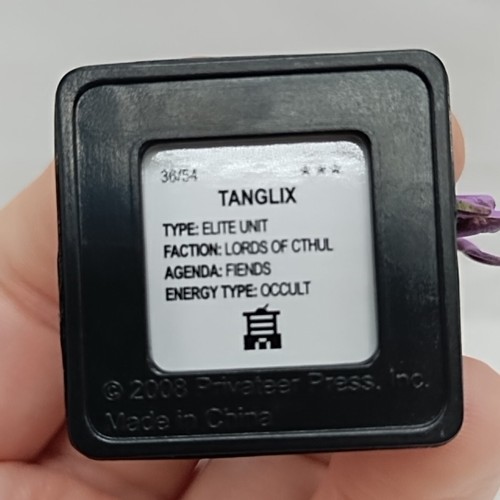 36/54 ★★★
TANGLIX
TYPE: ELITE UNIT
FACTION: LORDS OF CTHUL
AGENDA: FIENDS
ENERGY TYPE: OCCULT
© 2008 Privateer Press, Inc.
Made in China